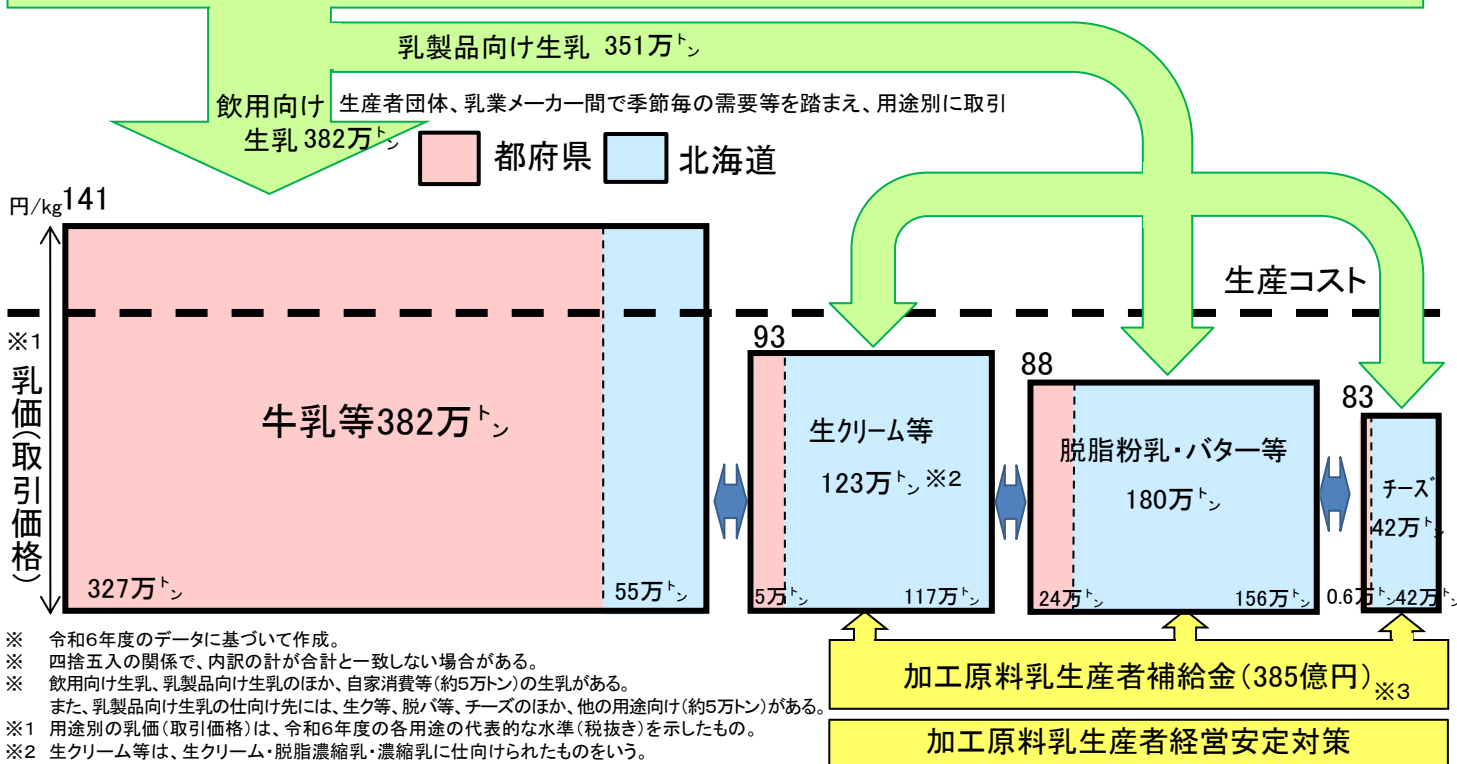 乳製品向け生乳 351万トン
飲用向け
生乳 382万トン
生産者団体、乳業メーカー間で季節毎の需要等を踏まえ、用途別に取引
都府県
北海道
円/kg
141
生産コスト
※1
乳価(取引価格)
牛乳等382万トン
327万トン
55万トン
93
生クリーム等
123万トン ※2
5万トン
117万トン
88
脱脂粉乳・バター等
180万トン
24万トン
156万トン
83
チーズ
42万トン
0.6万トン
42万トン
加工原料乳生産者補給金(385億円)※3
加工原料乳生産者経営安定対策
※ 令和6年度のデータに基づいて作成。
※ 四捨五入の関係で、内訳の計が合計と一致しない場合がある。
※ 飲用向け生乳、乳製品向け生乳のほか、自家消費等(約5万トン)の生乳がある。
また、乳製品向け生乳の仕向け先には、生ク等、脱バ等、チーズのほか、他の用途向け(約5万トン)がある。
※1 用途別の乳価(取引価格)は、令和6年度の各用途の代表的な水準(税抜き)を示したもの。
※2 生クリーム等は、生クリーム・脱脂濃縮乳・濃縮乳に仕向けられたものをいう。